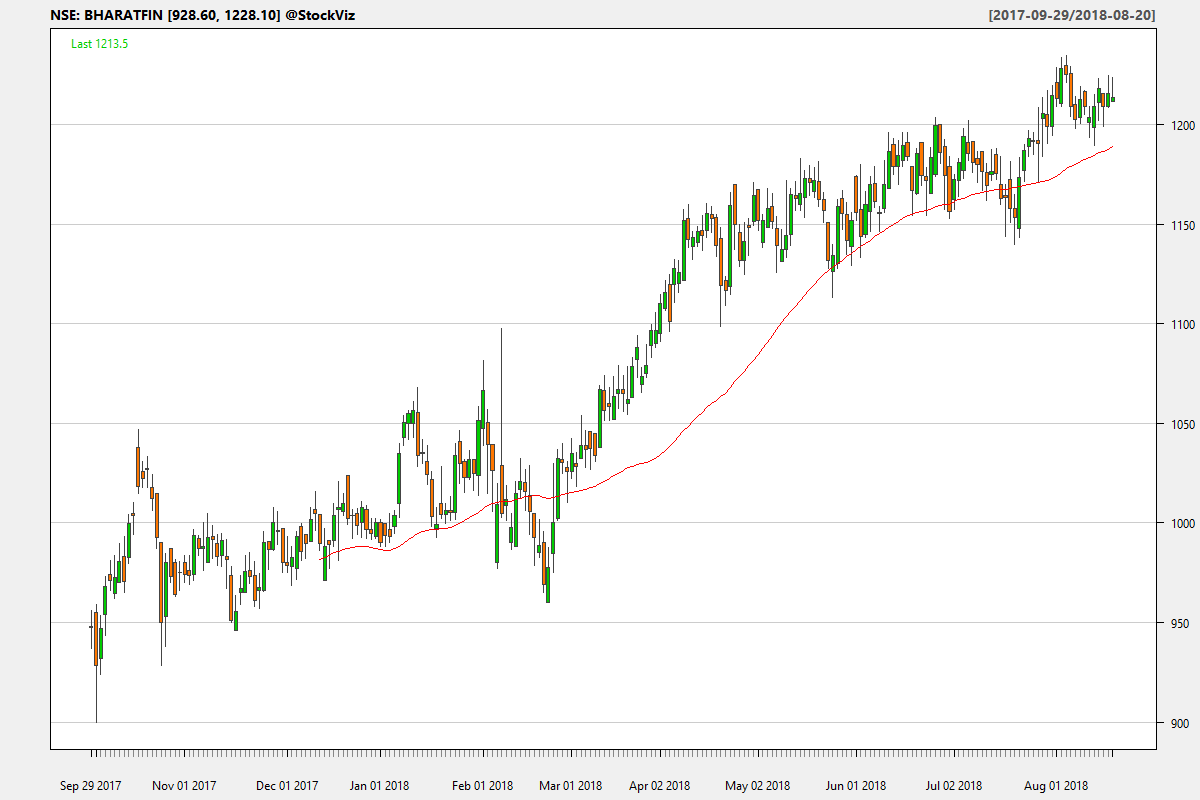 NSE: BHARATFIN [928.60, 1228.10] @StockViz [2017-09-29/2018-08-20]
Last 1213.5
1200
1150
1100
1050
1000
950
900
Sep 29 2017 Nov 01 2017 Dec 01 2017 Jan 01 2018 Feb 01 2018 Mar 01 2018 Apr 02 2018 May 02 2018 Jun 01 2018 Jul 02 2018 Aug 01 2018